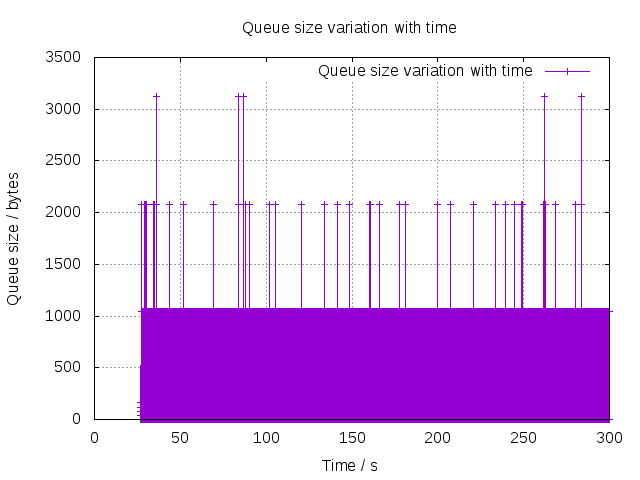 Queue size variation with time
Queue size variation with time
3500
3000
2500
2000
1500
1000
500
0
Queue size / bytes
0 50 100 150 200 250 300
Time / s